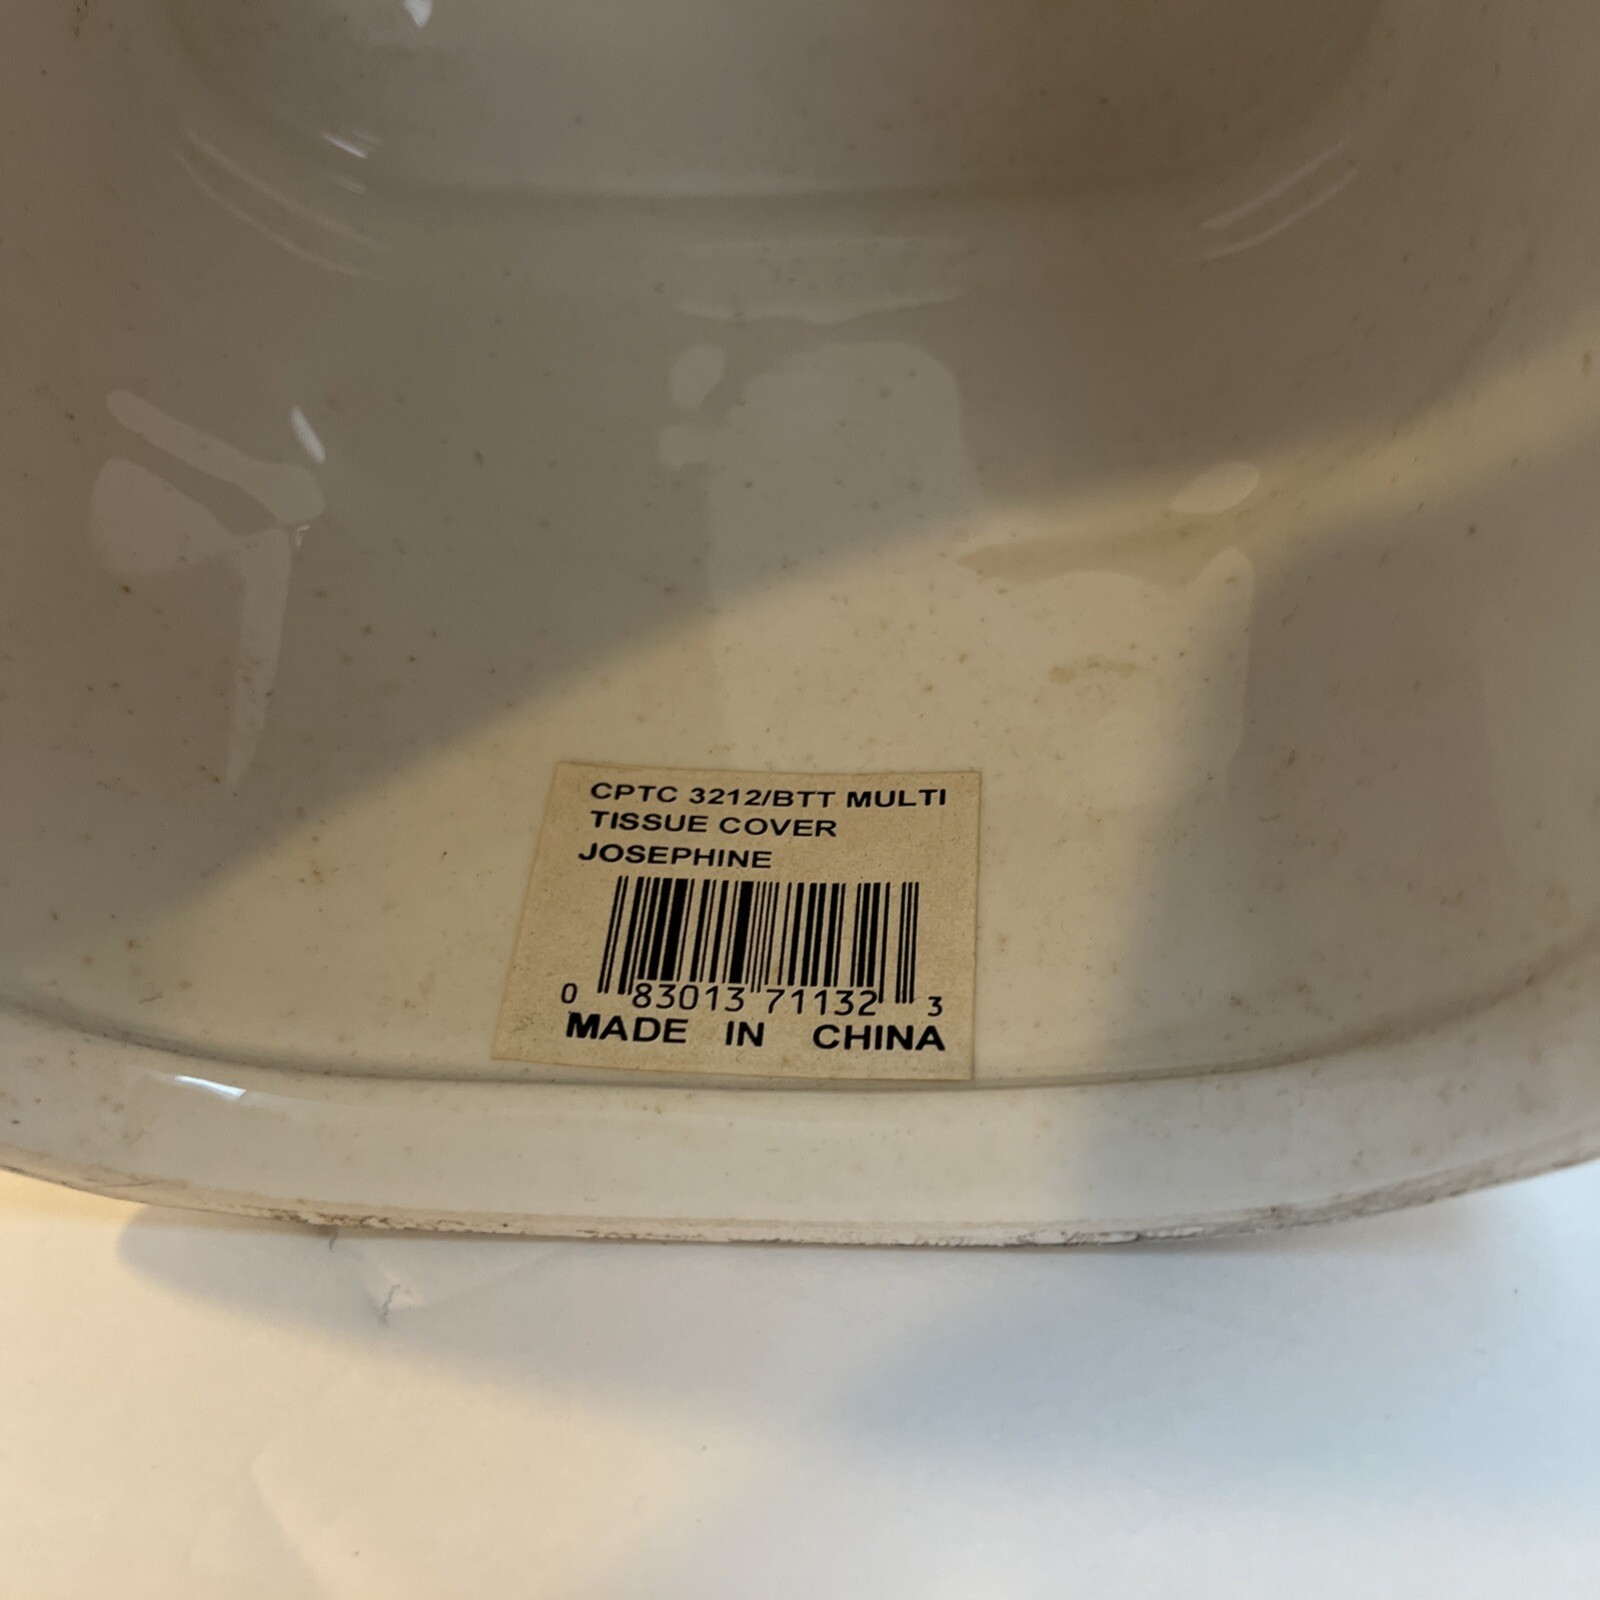 CPTC 3212/BTT MULTI
TISSUE COVER
JOSEPHINE
0 83013 71132 3
MADE IN CHINA